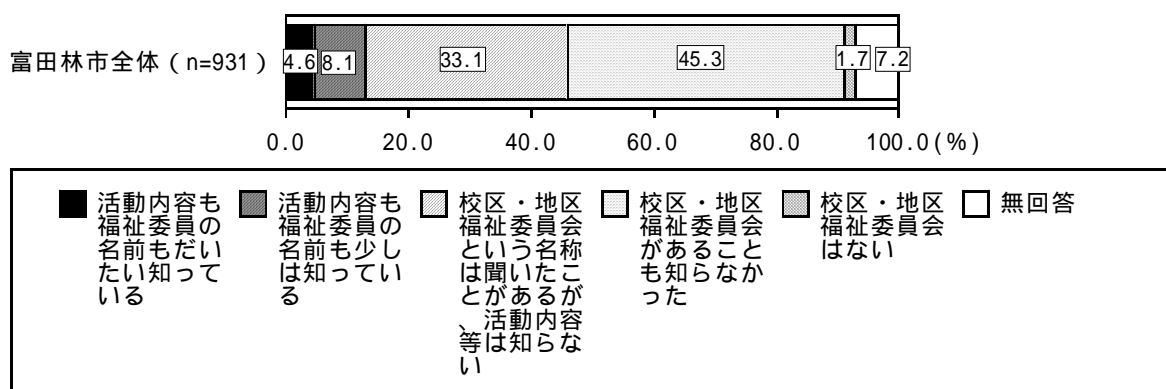 富田林市全体（n=931）
4.6
8.1
33.1
45.3
1.7
7.2
0.0
20.0
40.0
60.0
80.0
100.0(%)
活動内容も
福祉委員の
名前もだい
たい知って
いる
活動内容も
福祉委員の
名前も少し
は知ってい
る
校区・地区
福祉委員会
という名称
は聞いたこ
とがあるが
、活動内容
等は知らな
い
校区・地区
福祉委員会
があること
も知らなか
った
校区・地区
福祉委員会
はない
無回答